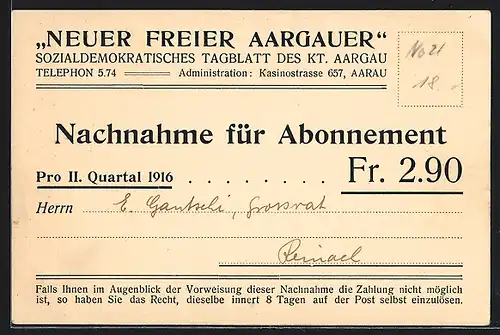 „NEUER FREIER AARGAUER"
SOZIALDEMOKRATISCHES TAGBLATT DES KT. AARGAU
TELEPHON 5.74 Administration: Kasinostrasse 657, AARAU
No 21
18.
Nachnahme für Abonnement
Pro II. Quartal 1916 . . . . . . . . Fr. 2.90
Herrn E. Gautschi, Grossrat
Reinach
Falls Ihnen im Augenblick der Vorweisung dieser Nachnahme die Zahlung nicht möglich
ist, so haben Sie das Recht, dieselbe innert 8 Tagen auf der Post selbst einzulösen.